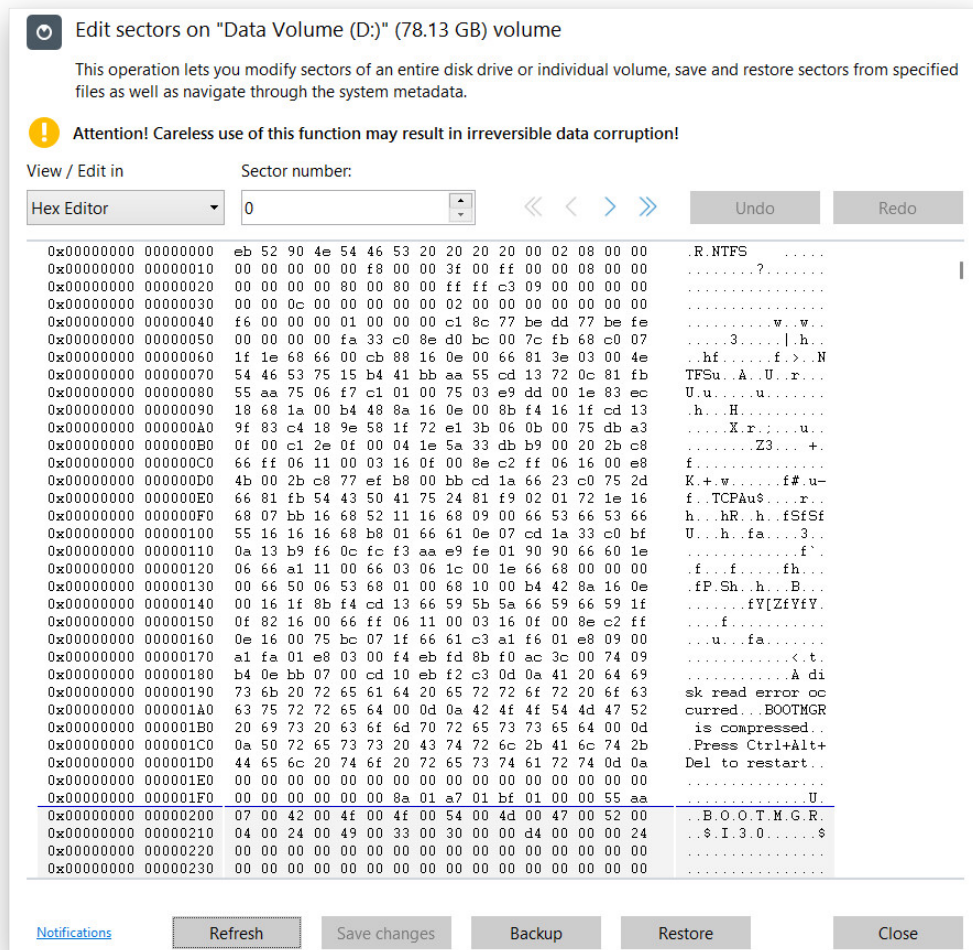 Edit sectors on "Data Volume (D:)" (78.13 GB) volume
This operation lets you modify sectors of an entire disk drive or individual volume, save and restore sectors from specified
files as well as navigate through the system metadata.
Attention! Careless use of this function may result in irreversible data corruption!
View / Edit in Sector number:
Hex Editor 0 Undo Redo
0x00000000 00000000 eb 52 90 4e 54 46 53 20 20 20 20 00 02 08 00 00 .R.NTFS    .....
0x00000000 00000010 00 00 00 00 00 f8 00 00 3f 00 ff 00 00 08 00 00 ........?.......
0x00000000 00000020 00 00 00 00 80 00 80 00 ff ff c3 09 00 00 00 00 ................
0x00000000 00000030 00 00 0c 00 00 00 00 00 02 00 00 00 00 00 00 00 ................
0x00000000 00000040 f6 00 00 00 01 00 00 00 c1 8c 77 be dd 77 be fe ..........w..w..
0x00000000 00000050 00 00 00 00 fa 33 c0 8e d0 bc 00 7c fb 68 c0 07 .....3.....|.h..
0x00000000 00000060 1f 1e 68 66 00 cb 88 16 0e 00 66 81 3e 03 00 4e ..hf......f.>..N
0x00000000 00000070 54 46 53 75 15 b4 41 bb aa 55 cd 13 72 0c 81 fb TFSu..A..U..r...
0x00000000 00000080 55 aa 75 06 f7 c1 01 00 75 03 e9 dd 00 1e 83 ec U.u.....u.......
0x00000000 00000090 18 68 1a 00 b4 48 8a 16 0e 00 8b f4 16 1f cd 13 .h...H..........
0x00000000 000000A0 9f 83 c4 18 9e 58 1f 72 e1 3b 06 0b 00 75 db a3 .....X.r.;...u..
0x00000000 000000B0 0f 00 c1 2e 0f 00 04 1e 5a 33 db b9 00 20 2b c8 ........Z3... +.
0x00000000 000000C0 66 ff 06 11 00 03 16 0f 00 8e c2 ff 06 16 00 e8 f...............
0x00000000 000000D0 4b 00 2b c8 77 ef b8 00 bb cd 1a 66 23 c0 75 2d K.+.w......f#.u-
0x00000000 000000E0 66 81 fb 54 43 50 41 75 24 81 f9 02 01 72 1e 16 f..TCPAu$....r..
0x00000000 000000F0 68 07 bb 16 68 52 11 16 68 09 00 66 53 66 53 66 h...hR..h..fSfSf
0x00000000 00000100 55 16 16 16 68 b8 01 66 61 0e 07 cd 1a 33 c0 bf U...h..fa....3..
0x00000000 00000110 0a 13 b9 f6 0c fc f3 aa e9 fe 01 90 90 66 60 1e .............f`.
0x00000000 00000120 06 66 a1 11 00 66 03 06 1c 00 1e 66 68 00 00 00 .f...f.....fh...
0x00000000 00000130 00 66 50 06 53 68 01 00 68 10 00 b4 42 8a 16 0e .fP.Sh..h...B...
0x00000000 00000140 00 16 1f 8b f4 cd 13 66 59 5b 5a 66 59 66 59 1f .......fY[ZfYfY.
0x00000000 00000150 0f 82 16 00 66 ff 06 11 00 03 16 0f 00 8e c2 ff ....f...........
0x00000000 00000160 0e 16 00 75 bc 07 1f 66 61 c3 a1 f6 01 e8 09 00 ...u...fa.......
0x00000000 00000170 a1 fa 01 e8 03 00 f4 eb fd 8b f0 ac 3c 00 74 09 ............<.t.
0x00000000 00000180 b4 0e bb 07 00 cd 10 eb f2 c3 0d 0a 41 20 64 69 ............A di
0x00000000 00000190 73 6b 20 72 65 61 64 20 65 72 72 6f 72 20 6f 63 sk read error oc
0x00000000 000001A0 63 75 72 72 65 64 00 0d 0a 42 4f 4f 54 4d 47 52 curred...BOOTMGR
0x00000000 000001B0 20 69 73 20 63 6f 6d 70 72 65 73 73 65 64 00 0d is compressed..
0x00000000 000001C0 0a 50 72 65 73 73 20 43 74 72 6c 2b 41 6c 74 2b .Press Ctrl+Alt+
0x00000000 000001D0 44 65 6c 20 74 6f 20 72 65 73 74 61 72 74 0d 0a Del to restart..
0x00000000 000001E0 00 00 00 00 00 00 00 00 00 00 00 00 00 00 00 00 ................
0x00000000 000001F0 00 00 00 00 00 00 8a 01 a7 01 bf 01 00 00 55 aa ..............U.
0x00000000 00000200 07 00 42 00 4f 00 4f 00 54 00 4d 00 47 00 52 00 ..B.O.O.T.M.G.R.
0x00000000 00000210 04 00 24 00 49 00 33 00 30 00 00 d4 00 00 00 24 ..$.I.3.0......$
0x00000000 00000220 00 00 00 00 00 00 00 00 00 00 00 00 00 00 00 00 ................
0x00000000 00000230 00 00 00 00 00 00 00 00 00 00 00 00 00 00 00 00 ................
Notifications Refresh Save changes Backup Restore Close